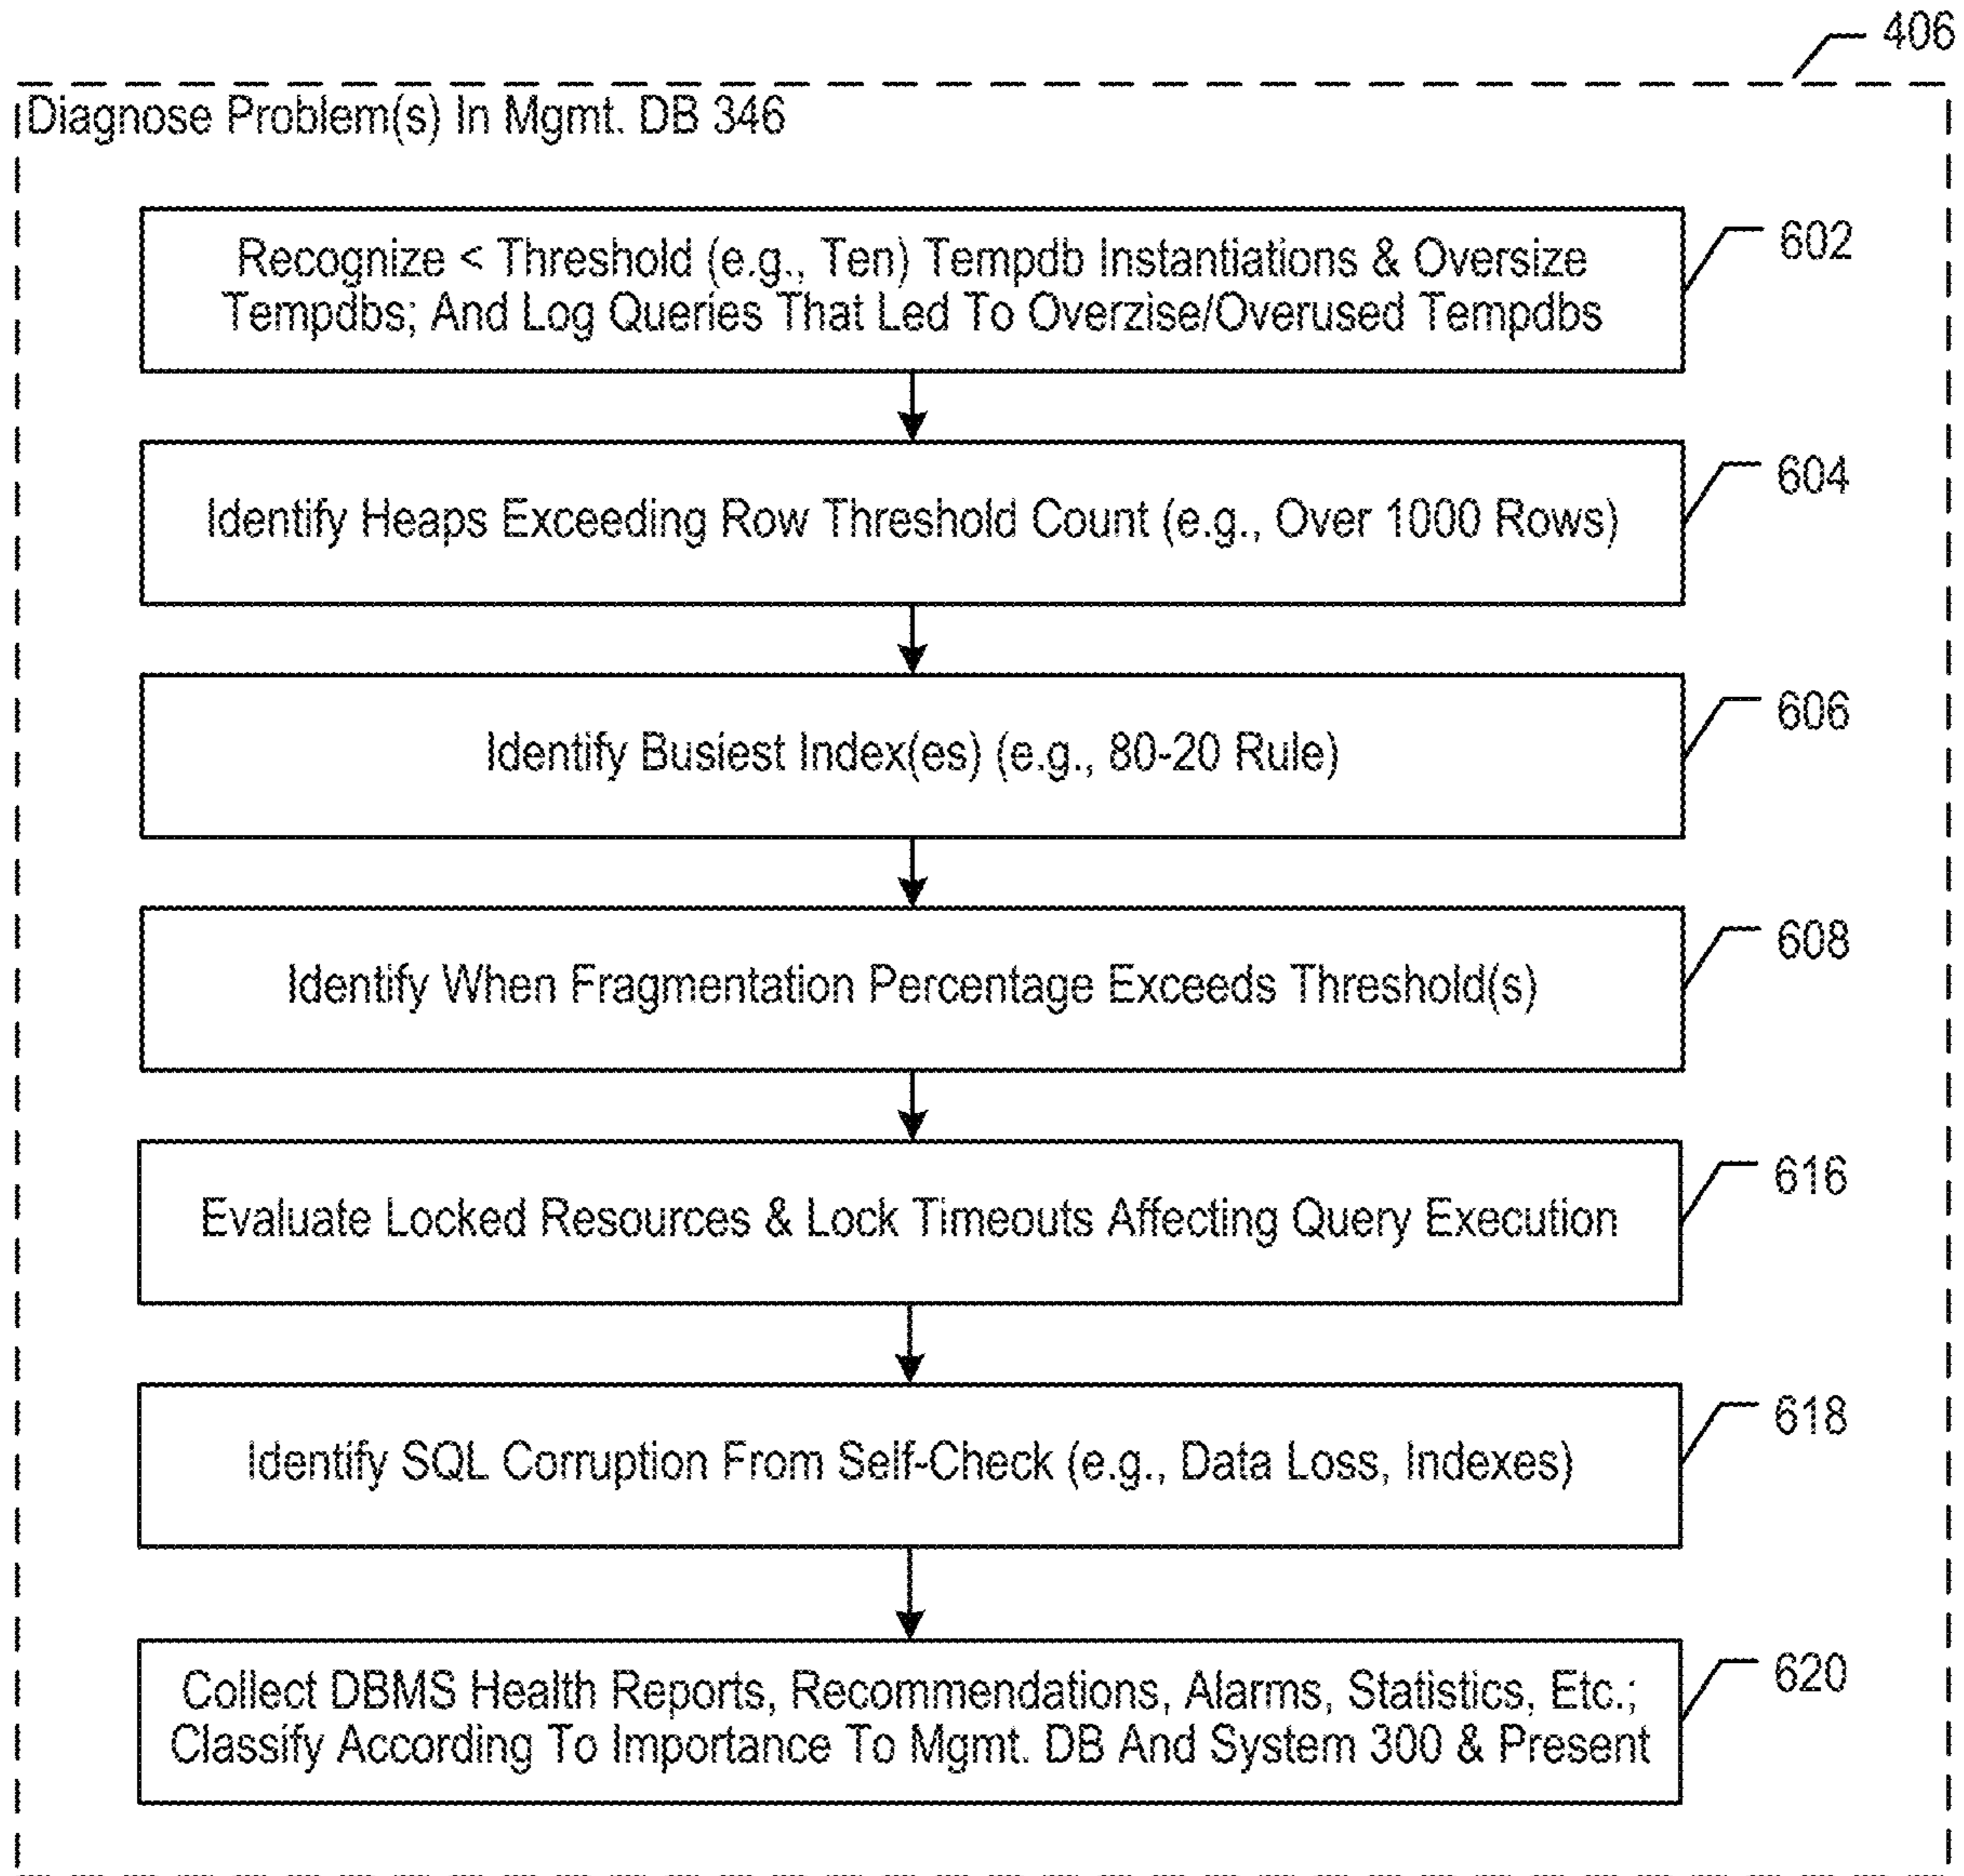 406
Diagnose Problem(s) In Mgmt. DB 346
602
Recognize < Threshold (e.g., Ten) Tempdb Instantiations & Oversize
Tempdbs; And Log Queries That Led To Overzise/Overused Tempdbs
604
Identify Heaps Exceeding Row Threshold Count (e.g., Over 1000 Rows)
606
Identify Busiest Index(es) (e.g., 80-20 Rule)
608
Identify When Fragmentation Percentage Exceeds Threshold(s)
616
Evaluate Locked Resources & Lock Timeouts Affecting Query Execution
618
Identify SQL Corruption From Self-Check (e.g., Data Loss, Indexes)
620
Collect DBMS Health Reports, Recommendations, Alarms, Statistics, Etc.;
Classify According To Importance To Mgmt. DB And System 300 & Present